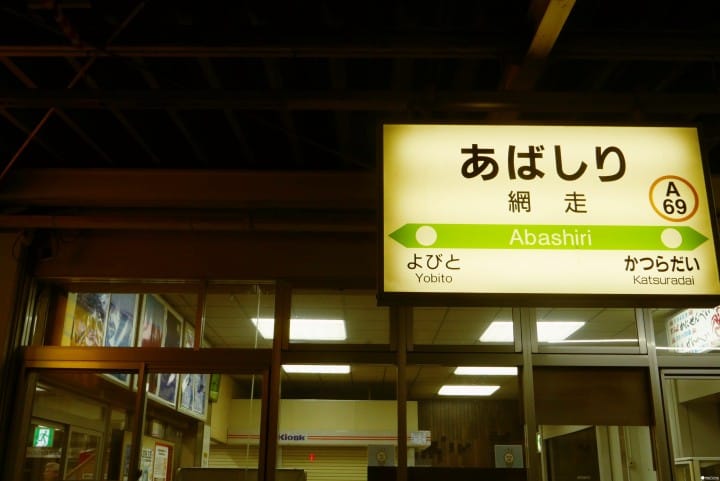 あばしり
網走
A
69
Abashiri
よびと
Yobito
かつらだい
Katsuradai
Kiosk